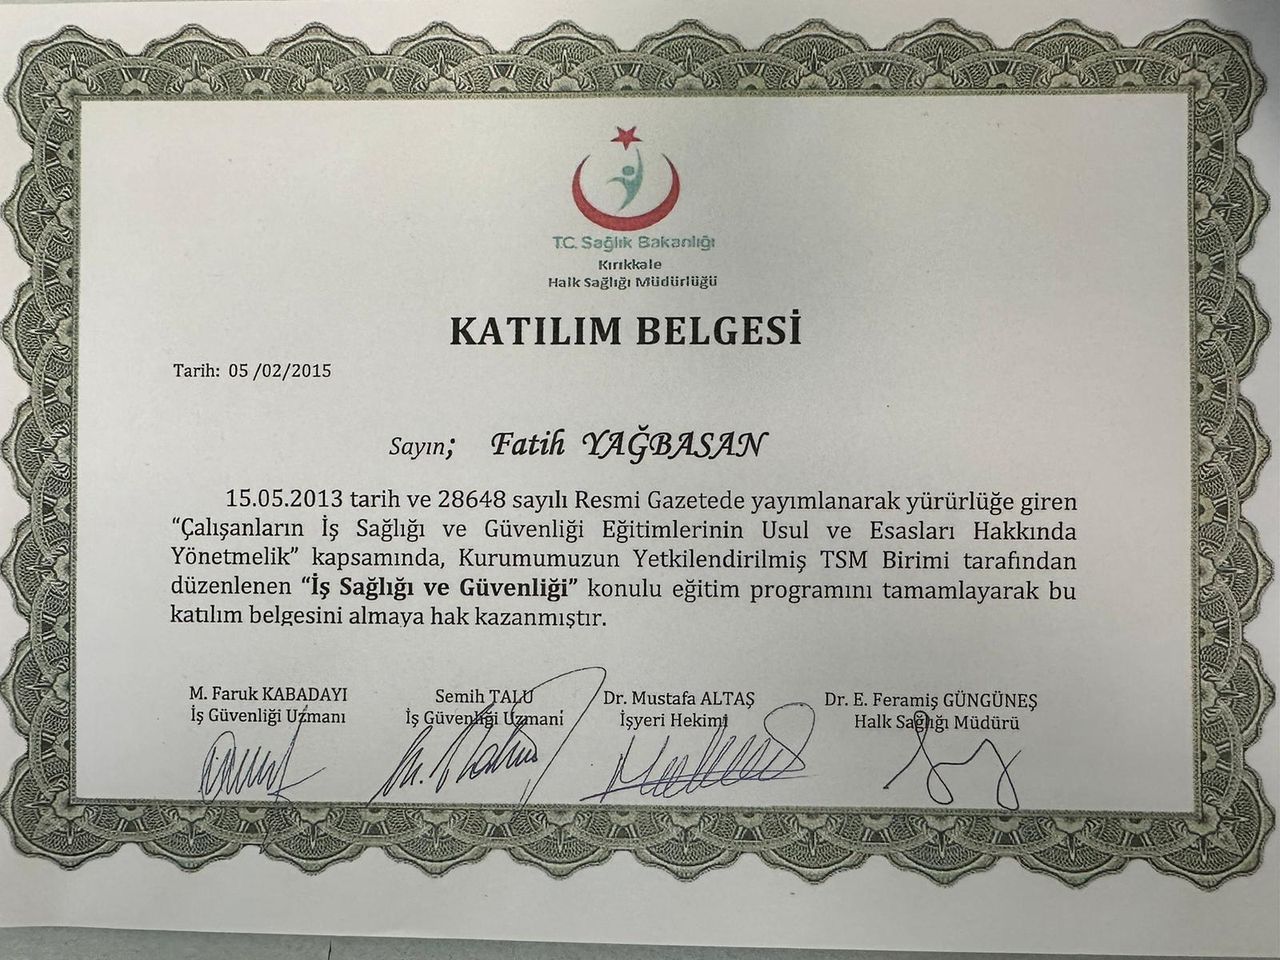 T.C. Sağlık Bakanlığı
Kırıkkale
Halk Sağlığı Müdürlüğü
KATILIM BELGESİ
Tarih: 05 /02/2015
Sayın; Fatih YAĞBASAN
15.05.2013 tarih ve 28648 sayılı Resmi Gazetede yayımlanarak yürürlüğe giren
“Çalışanların İş Sağlığı ve Güvenliği Eğitimlerinin Usul ve Esasları Hakkında
Yönetmelik” kapsamında, Kurumumuzun Yetkilendirilmiş TSM Birimi tarafından
düzenlenen “İş Sağlığı ve Güvenliği” konulu eğitim programını tamamlayarak bu
katılım belgesini almaya hak kazanmıştır.
M. Faruk KABADAYI Semih TALU Dr. Mustafa ALTAŞ Dr. E. Feramiş GÜNGÜNEŞ
İş Güvenliği Uzmanı İş Güvenliği Uzmanı İşyeri Hekimi Halk Sağlığı Müdürü